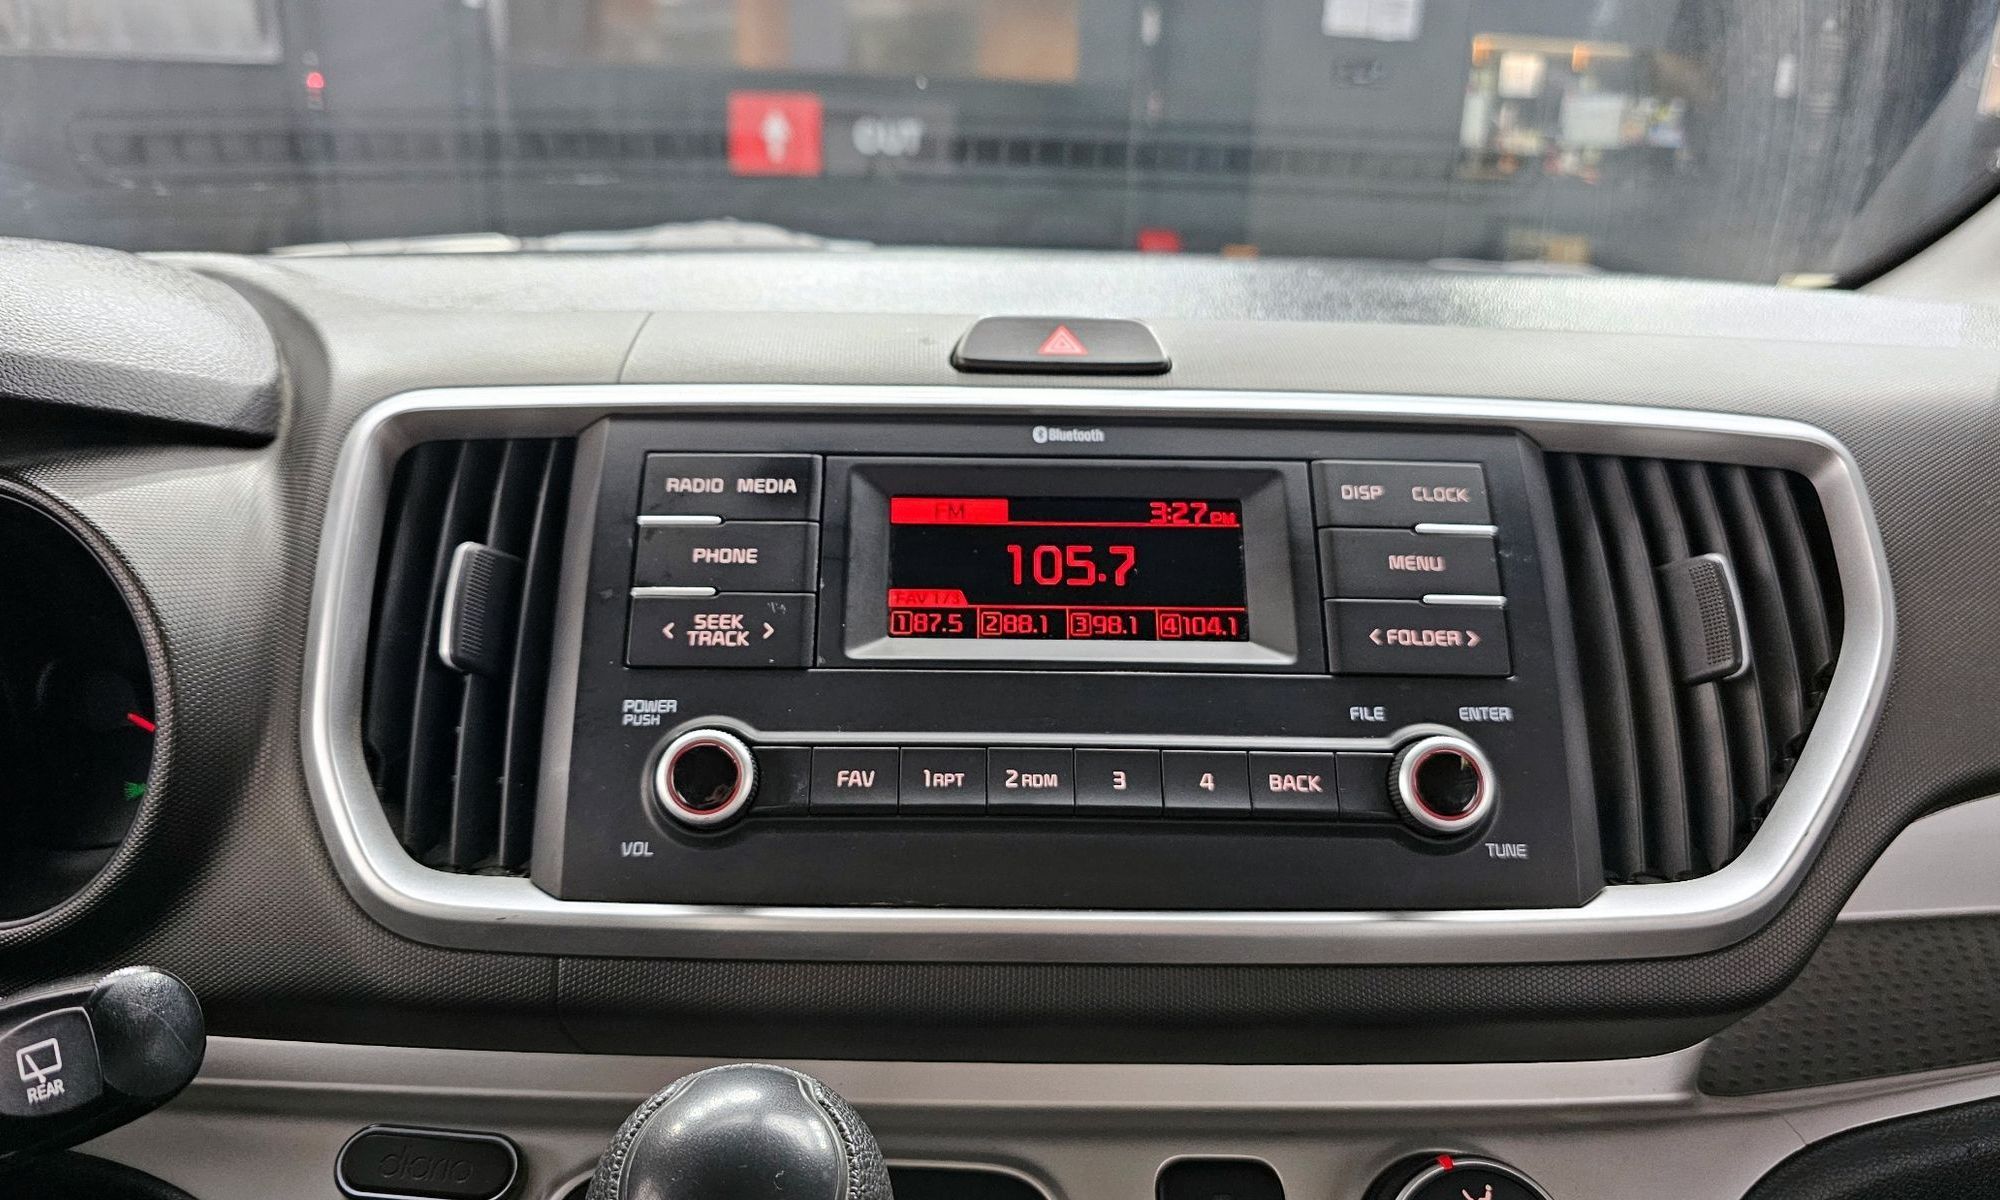 OUT
Bluetooth
RADIO MEDIA
PHONE
< SEEK TRACK >
FM 3:27 PM
105.7
FAV 1/3
1 87.5 2 88.1 3 98.1 4 104.1
DISP CLOCK
MENU
< FOLDER >
POWER
PUSH
FILE ENTER
FAV 1 RPT 2 RDM 3 4 BACK
VOL
TUNE
REAR